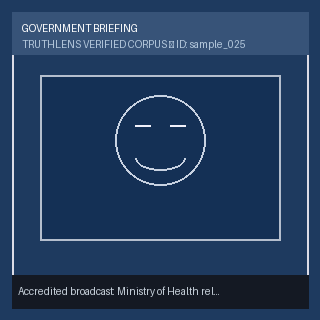 GOVERNMENT BRIEFING
TRUTHLENS VERIFIED CORPUS ID: sample_025
Accredited broadcast: Ministry of Health rel...